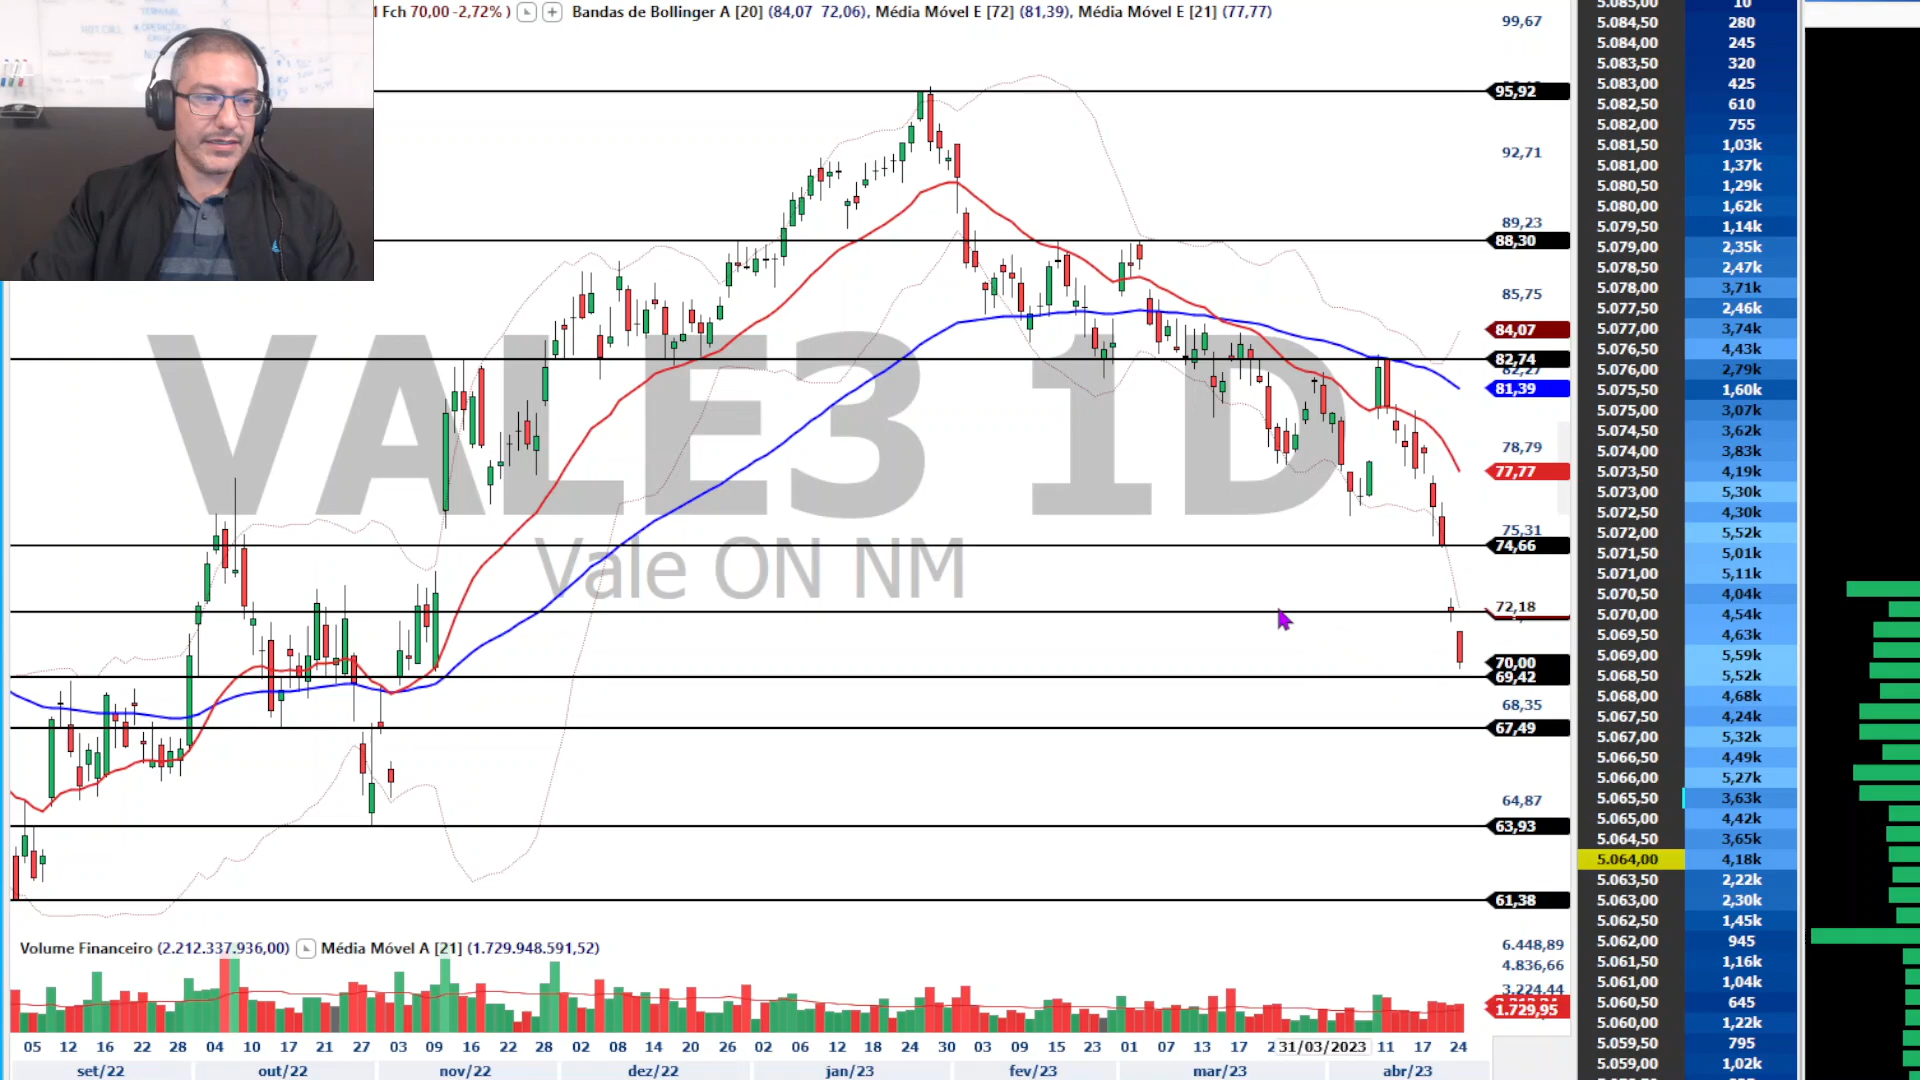 1 Fch 70,00 -2,72% ) Bandas de Bollinger A [20] (84,07 72,06), Média Móvel E [72] (81,39), Média Móvel E [21] (77,77)
VALE3 1D
Vale ON NM
99,67
95,92
92,71
89,23
88,30
85,75
84,07
82,74
82,27
81,39
78,79
77,77
75,31
74,66
72,18
70,00
69,42
68,35
67,49
64,87
63,93
61,38
Volume Financeiro (2.212.337.936,00) Média Móvel A [21] (1.729.948.591,52)
6.448,89
4.836,66
3.224,44
1.729,95
05 12 16 22 28 04 10 17 21 27 03 09 16 22 28 02 08 14 20 26 02 06 12 18 24 30 03 09 15 23 01 07 13 17 2 31/03/2023 11 17 24
set/22 out/22 nov/22 dez/22 jan/23 fev/23 mar/23 abr/23
5.085,00 10
5.084,50 280
5.084,00 245
5.083,50 320
5.083,00 425
5.082,50 610
5.082,00 755
5.081,50 1,03k
5.081,00 1,37k
5.080,50 1,29k
5.080,00 1,62k
5.079,50 1,14k
5.079,00 2,35k
5.078,50 2,47k
5.078,00 3,71k
5.077,50 2,46k
5.077,00 3,74k
5.076,50 4,43k
5.076,00 2,79k
5.075,50 1,60k
5.075,00 3,07k
5.074,50 3,62k
5.074,00 3,83k
5.073,50 4,19k
5.073,00 5,30k
5.072,50 4,30k
5.072,00 5,52k
5.071,50 5,01k
5.071,00 5,11k
5.070,50 4,04k
5.070,00 4,54k
5.069,50 4,63k
5.069,00 5,59k
5.068,50 5,52k
5.068,00 4,68k
5.067,50 4,24k
5.067,00 5,32k
5.066,50 4,49k
5.066,00 5,27k
5.065,50 3,63k
5.065,00 4,42k
5.064,50 3,65k
5.064,00 4,18k
5.063,50 2,22k
5.063,00 2,30k
5.062,50 1,45k
5.062,00 945
5.061,50 1,16k
5.061,00 1,04k
5.060,50 645
5.060,00 1,22k
5.059,50 795
5.059,00 1,02k